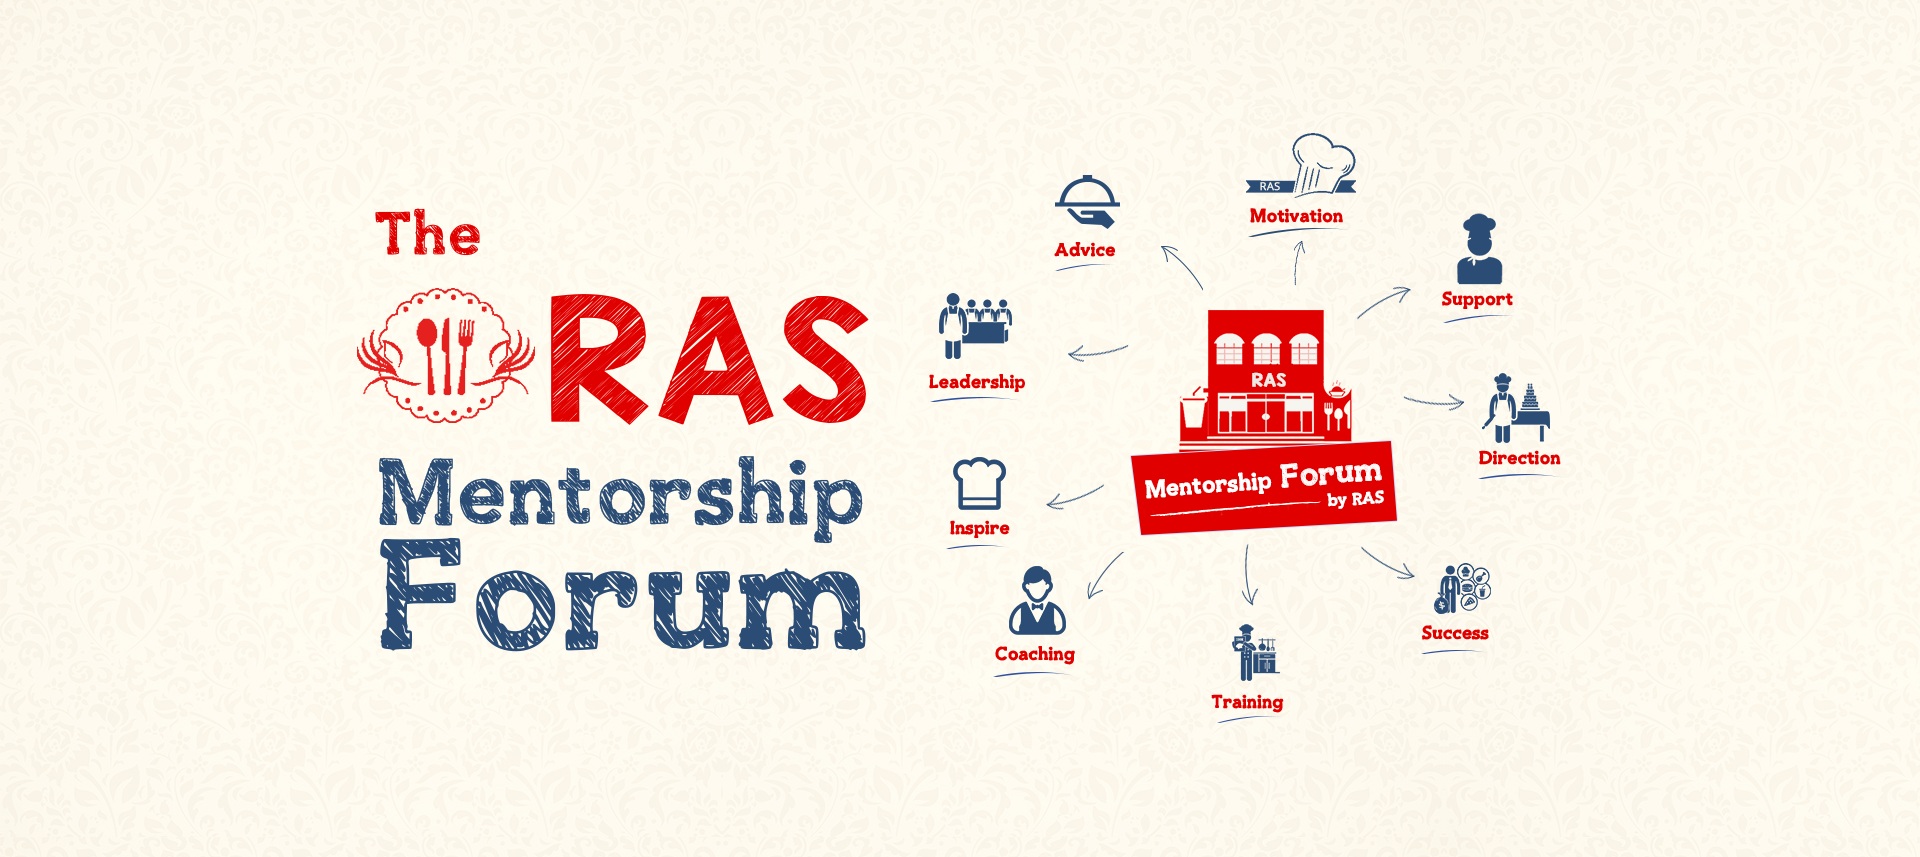 The
RAS
Mentorship
Forum
RAS
Motivation
Advice
Support
Leadership
RAS
Direction
Mentorship Forum
by RAS
Inspire
Coaching
Success
Training